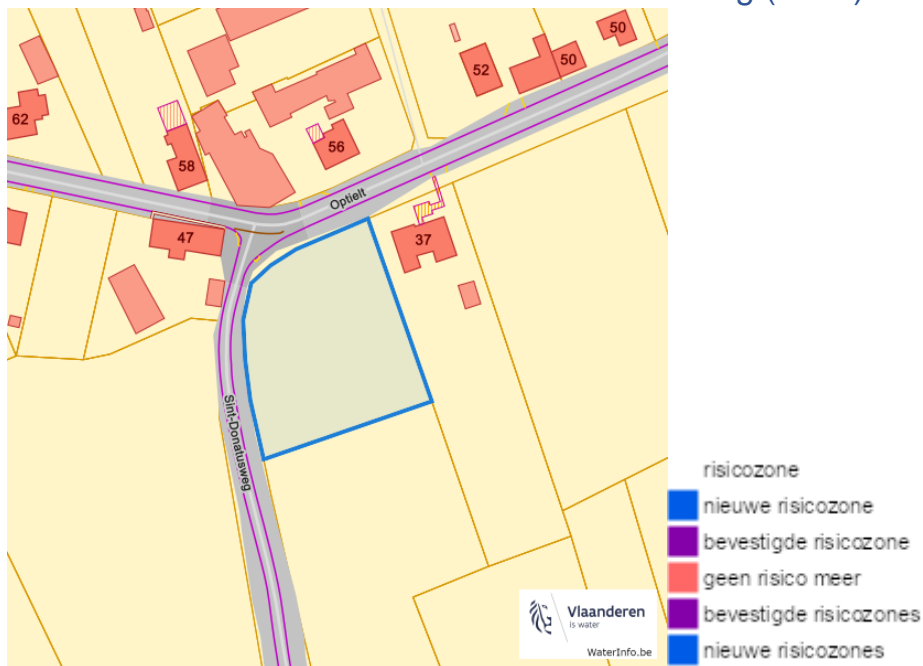 g (
)
50
52
50
62
58
56
Optielt
47
37
Sint-Donatusweg
risicozone
nieuwe risicozone
bevestigde risicozone
geen risico meer
bevestigde risicozones
nieuwe risicozones
Vlaanderen
is water
WaterInfo.be